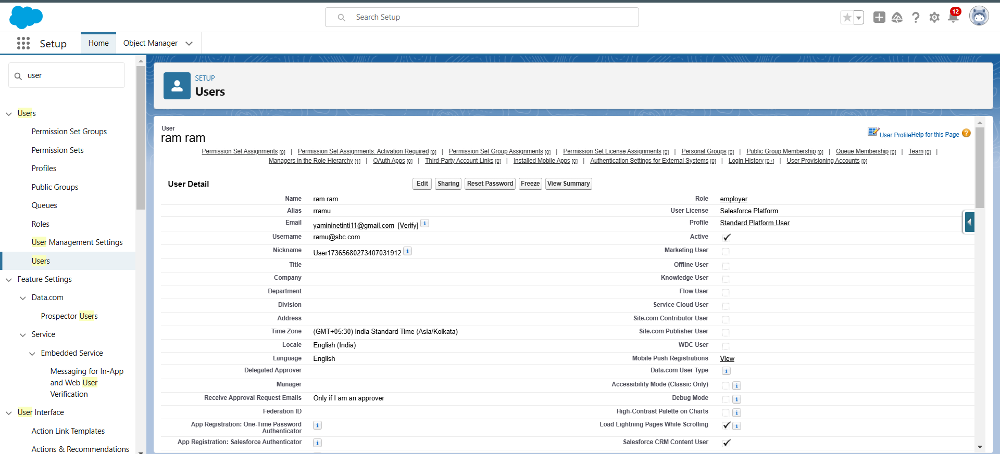 Search Setup
12
Setup
Home
Object Manager
user
Users
Permission Set Groups
Permission Sets
Profiles
Public Groups
Queues
Roles
User Management Settings
Users
Feature Settings
Data.com
Prospector Users
Service
Embedded Service
Messaging for In-App
and Web User
Verification
User Interface
Action Link Templates
Actions & Recommendations
SETUP
Users
User
ram ram
User Profile Help for this Page ?
Permission Set Assignments [0] | Permission Set Assignments: Activation Required [0] | Permission Set Group Assignments [0] | Permission Set License Assignments [0] | Personal Groups [0] | Public Group Membership [0] | Queue Membership [0] | Team [0] |
Managers in the Role Hierarchy [1] | OAuth Apps [0] | Third-Party Account Links [0] | Installed Mobile Apps [0] | Authentication Settings for External Systems [0] | Login History [0+] | User Provisioning Accounts [0]
User Detail
Edit Sharing Reset Password Freeze View Summary
Name ram ram Role employer
Alias rramu User License Salesforce Platform
Email yamininetinti11@gmail.com [Verify] i Profile Standard Platform User
Username ramu@sbc.com Active
Nickname User17365680273407031912 i Marketing User
Title Offline User
Company Knowledge User
Department Flow User
Division Service Cloud User
Address Site.com Contributor User
Time Zone (GMT+05:30) India Standard Time (Asia/Kolkata) Site.com Publisher User
Locale English (India) WDC User
Language English Mobile Push Registrations View
Delegated Approver Data.com User Type i
Manager Accessibility Mode (Classic Only) i
Receive Approval Request Emails Only if I am an approver Debug Mode i
Federation ID High-Contrast Palette on Charts i
App Registration: One-Time Password
Authenticator i Load Lightning Pages While Scrolling i
App Registration: Salesforce Authenticator i Salesforce CRM Content User